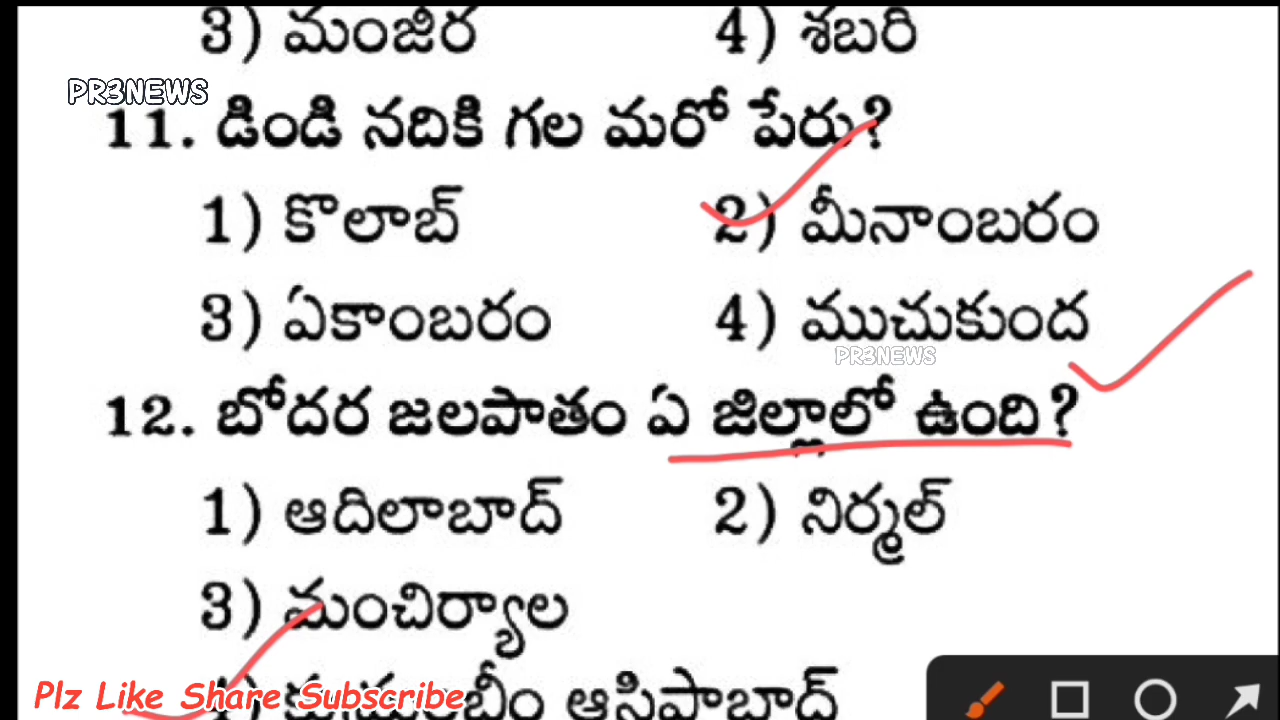 3) మంజీర 4) శబరి
PR3NEWS
11. డిండి నదికి గల మరో పేరు?
1) కొలాబ్ 2) మీనాంబరం
3) ఏకాంబరం 4) ముచుకుంద
PR3NEWS
12. బోదర జలపాతం ఏ జిల్లాలో ఉంది?
1) ఆదిలాబాద్ 2) నిర్మల్
3) మంచిర్యాల
ఆసిఫాబాద్
Plz Like Share Subscribe